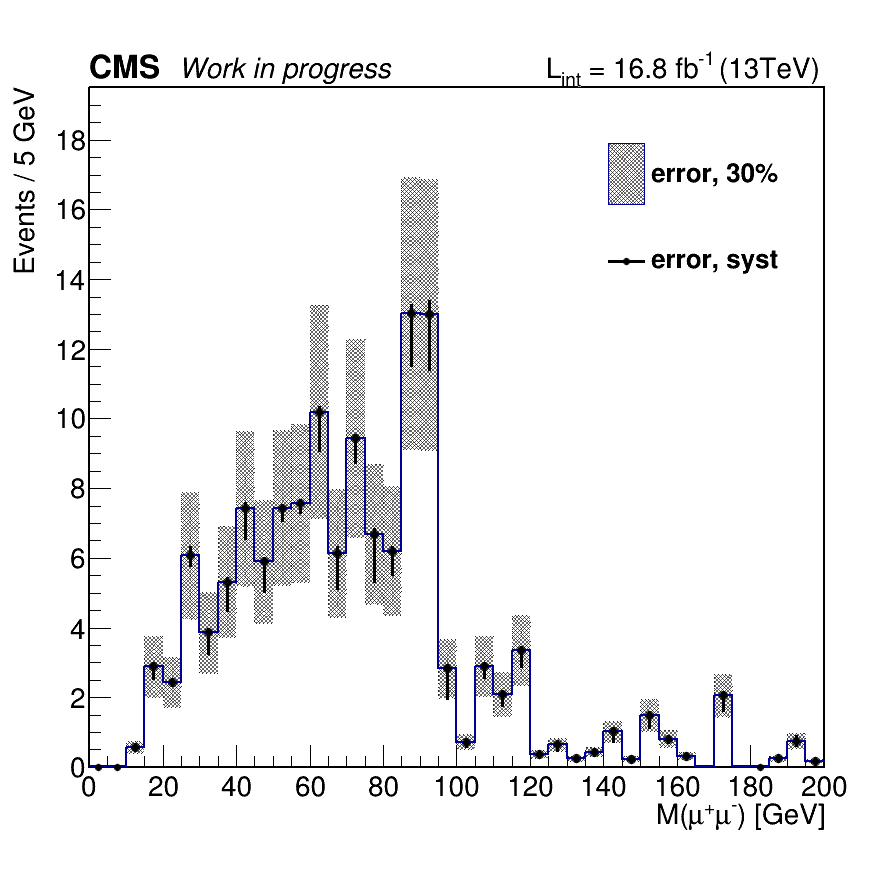 CMS Work in progress L_int = 16.8 fb⁻¹ (13TeV)
Events / 5 GeV
18
16
14
12
10
8
6
4
2
0
error, 30%
error, syst
0 20 40 60 80 100 120 140 160 180 200
M(μ⁺μ⁻) [GeV]